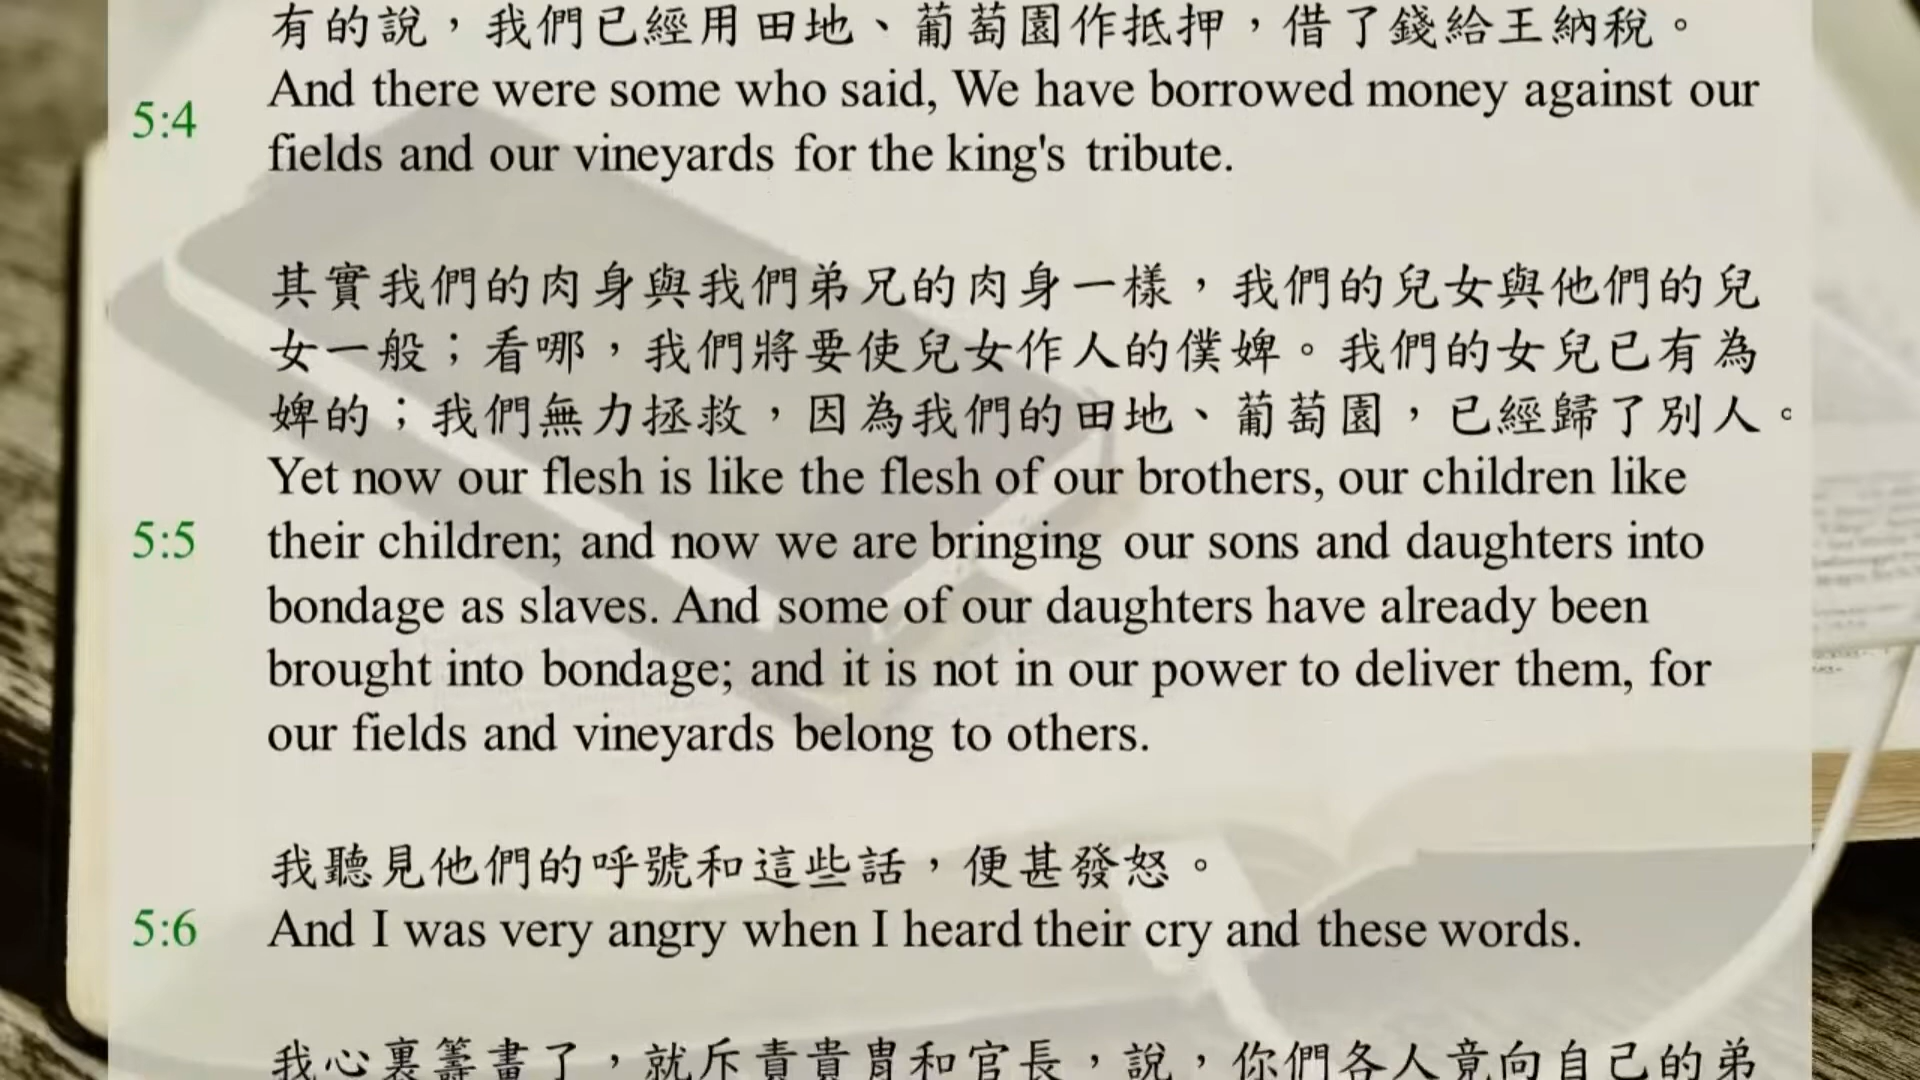 有的說，我們已經用田地、葡萄園作抵押，借了錢給王納稅。
And there were some who said, We have borrowed money against our
5:4
fields and our vineyards for the king's tribute.
其實我們的肉身與我們弟兄的肉身一樣，我們的兒女與他們的兒
女一般；看哪，我們將要使兒女作人的僕婢。我們的女兒已有為
婢的；我們無力拯救，因為我們的田地、葡萄園，已經歸了別人。
Yet now our flesh is like the flesh of our brothers, our children like
5:5
their children; and now we are bringing our sons and daughters into
bondage as slaves. And some of our daughters have already been
brought into bondage; and it is not in our power to deliver them, for
our fields and vineyards belong to others.
我聽見他們的呼號和這些話，便甚發怒。
5:6
And I was very angry when I heard their cry and these words.
我心裏籌畫了，就斥責貴冑和官長，說，你們各人竟向自己的弟